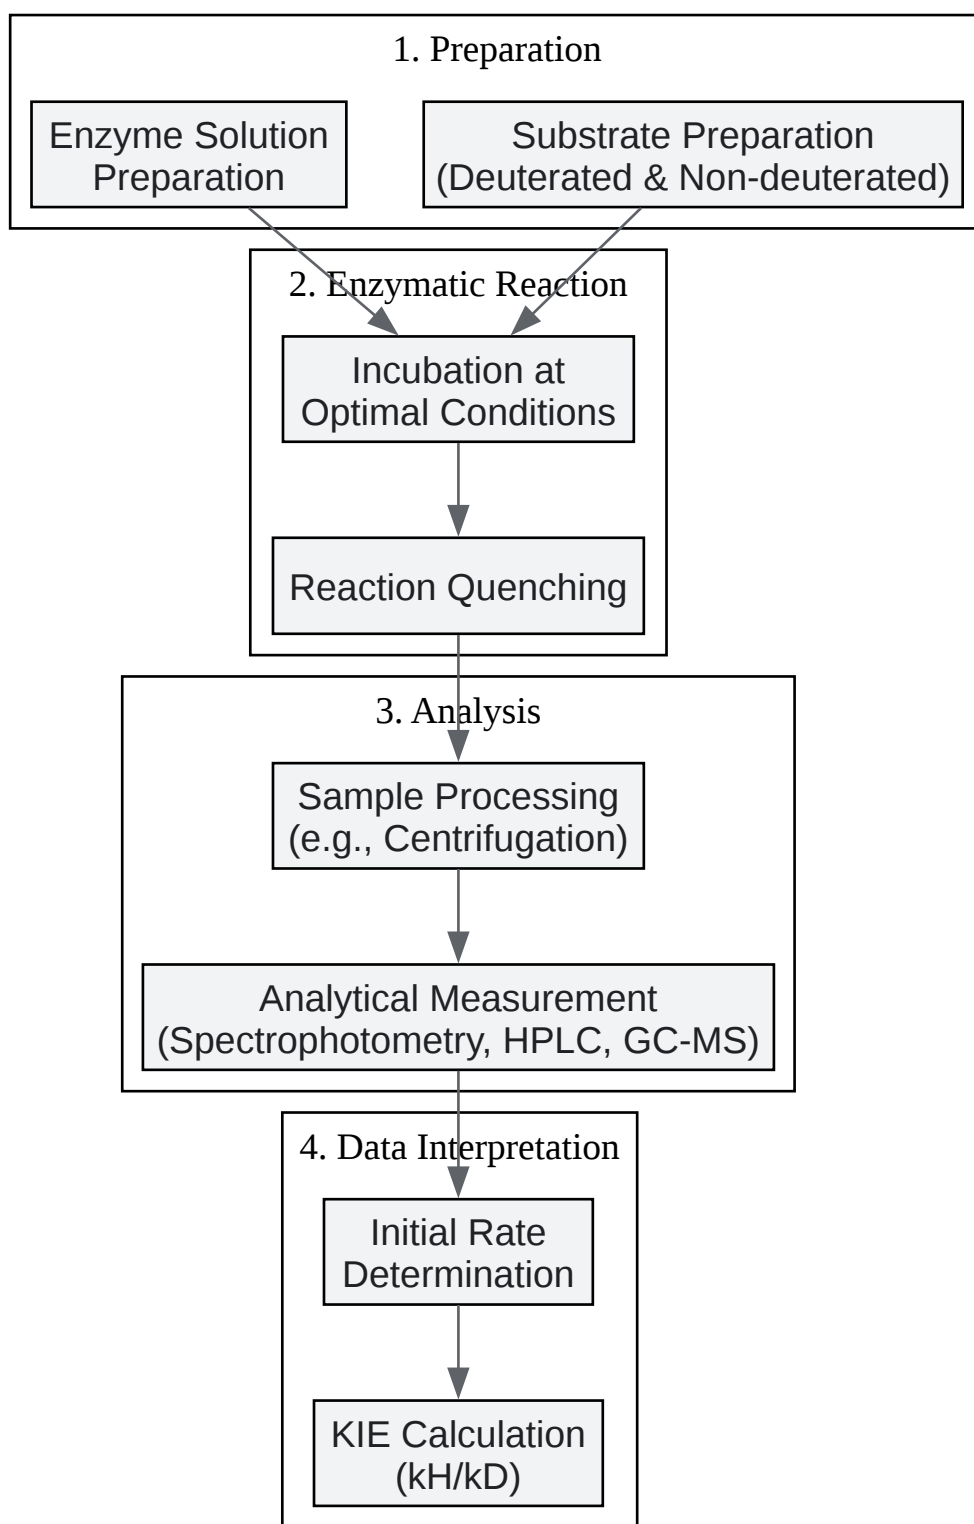 1. Preparation
Enzyme Solution
Preparation
Substrate Preparation
(Deuterated & Non-deuterated)
2. Enzymatic Reaction
Incubation at
Optimal Conditions
Reaction Quenching
3. Analysis
Sample Processing
(e.g., Centrifugation)
Analytical Measurement
(Spectrophotometry, HPLC, GC-MS)
4. Data Interpretation
Initial Rate
Determination
KIE Calculation
(kH/kD)